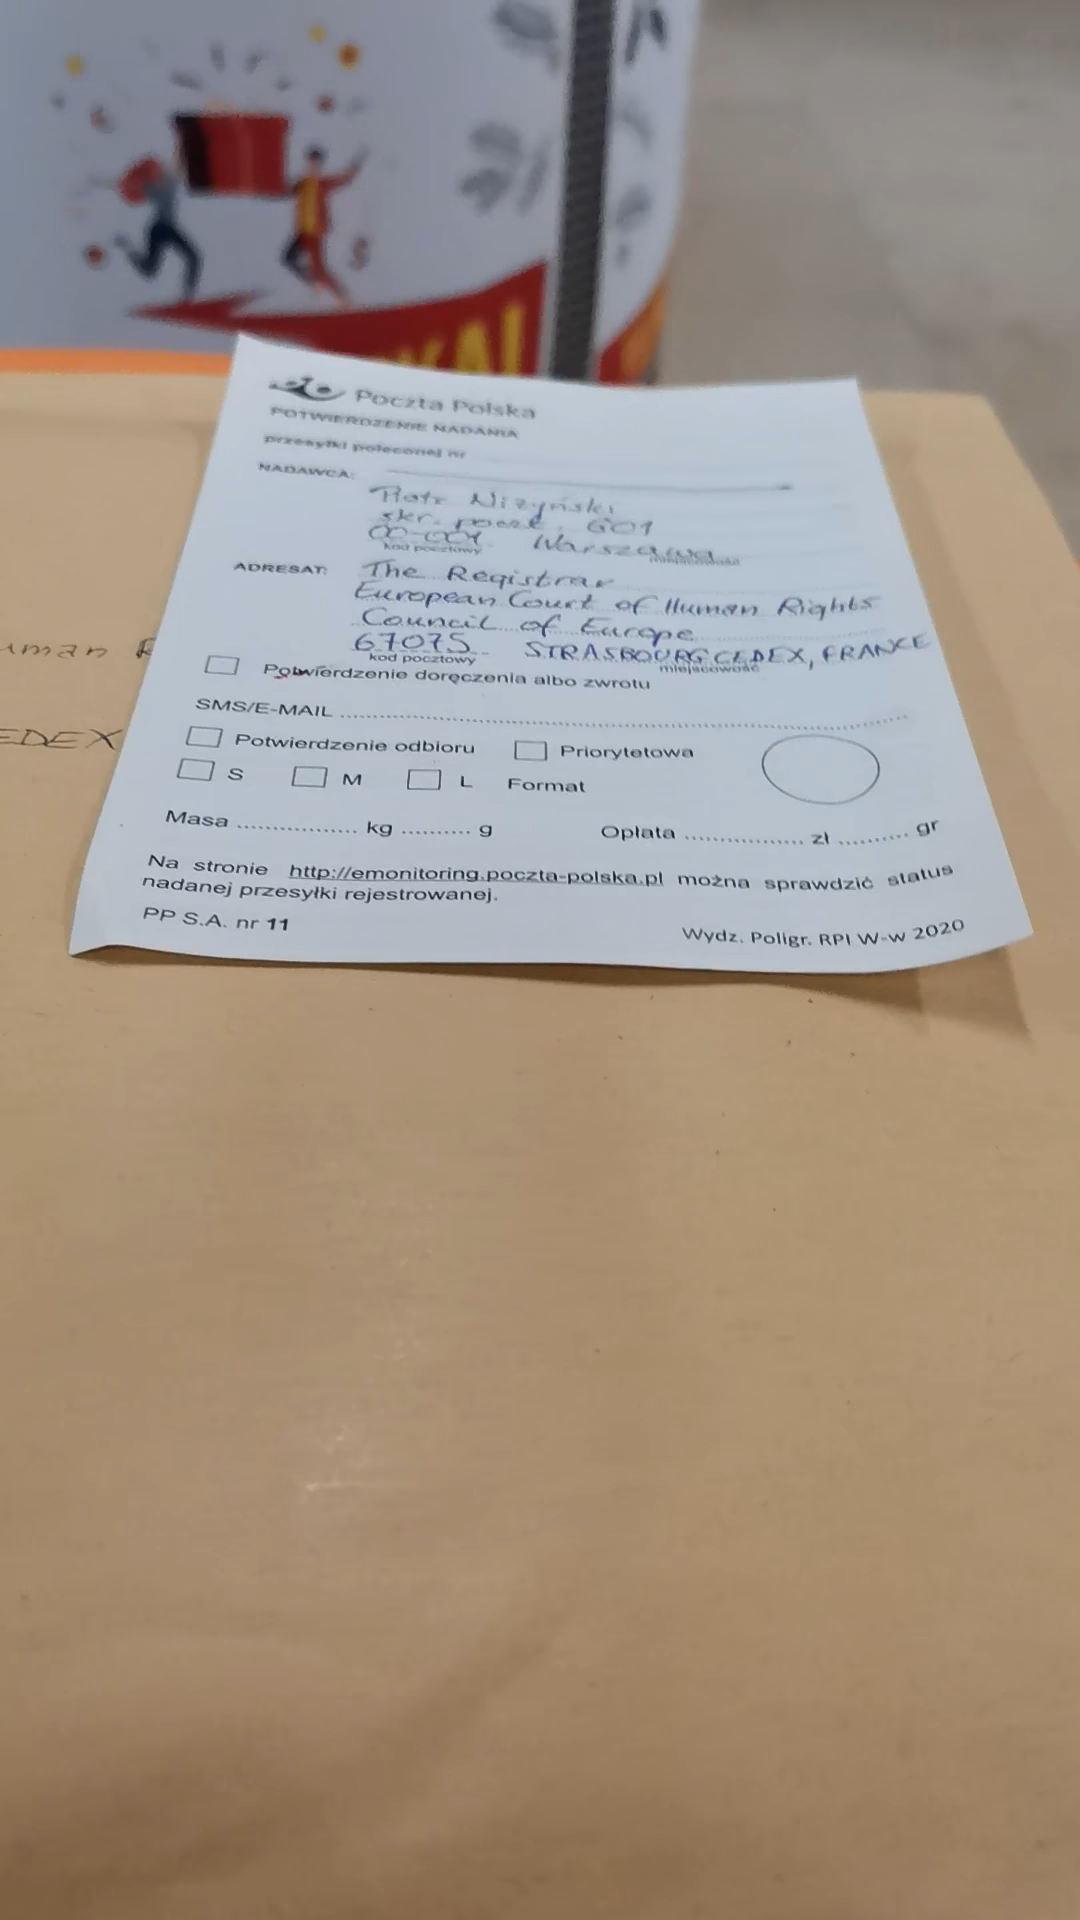 KAL
Poczta Polska
POTWIERDZENIE NADANIA
przesyłki poleconej nr
NADAWCA:
Piotr Niżyński
skr. poczt. 601
00-001 Warszawa
kod pocztowy miejscowość
ADRESAT:
The Registrar
European Court of Human Rights
Council of Europe
67075 STRASBOURG CEDEX, FRANCE
kod pocztowy miejscowość
Potwierdzenie doręczenia albo zwrotu
SMS/E-MAIL
Potwierdzenie odbioru Priorytetowa
S M L Format
Masa ................. kg .......... g Opłata ................. zł .......... gr
Na stronie http://emonitoring.poczta-polska.pl można sprawdzić status
nadanej przesyłki rejestrowanej.
PP S.A. nr 11 Wydz. Poligr. RPI W-w 2020
uman R
EDEX